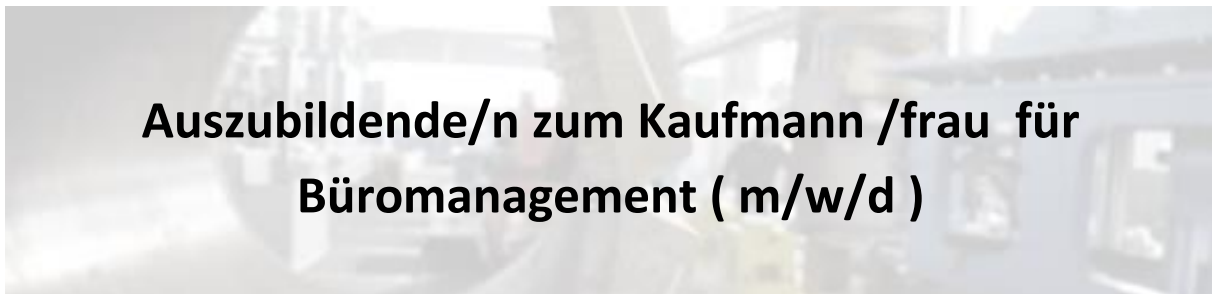 Auszubildende/n zum Kaufmann /frau  für
Büromanagement ( m/w/d )